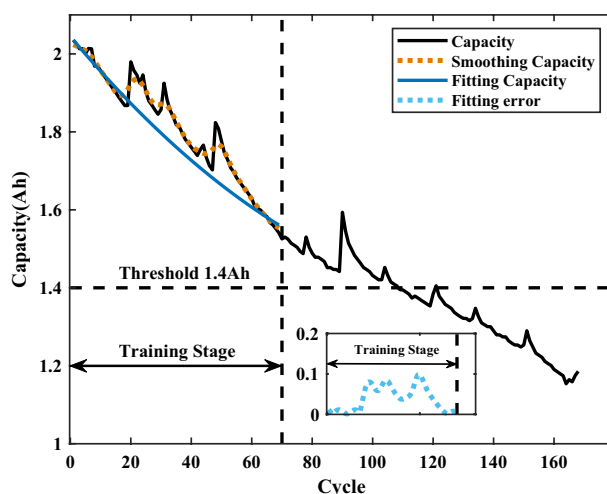 2
1.8
1.6
1.4
1.2
1
Capacity(Ah)
Capacity
Smoothing Capacity
Fitting Capacity
Fitting error
Threshold 1.4Ah
Training Stage
0.2
0.1
0
Training Stage
0 20 40 60 80 100 120 140 160
Cycle